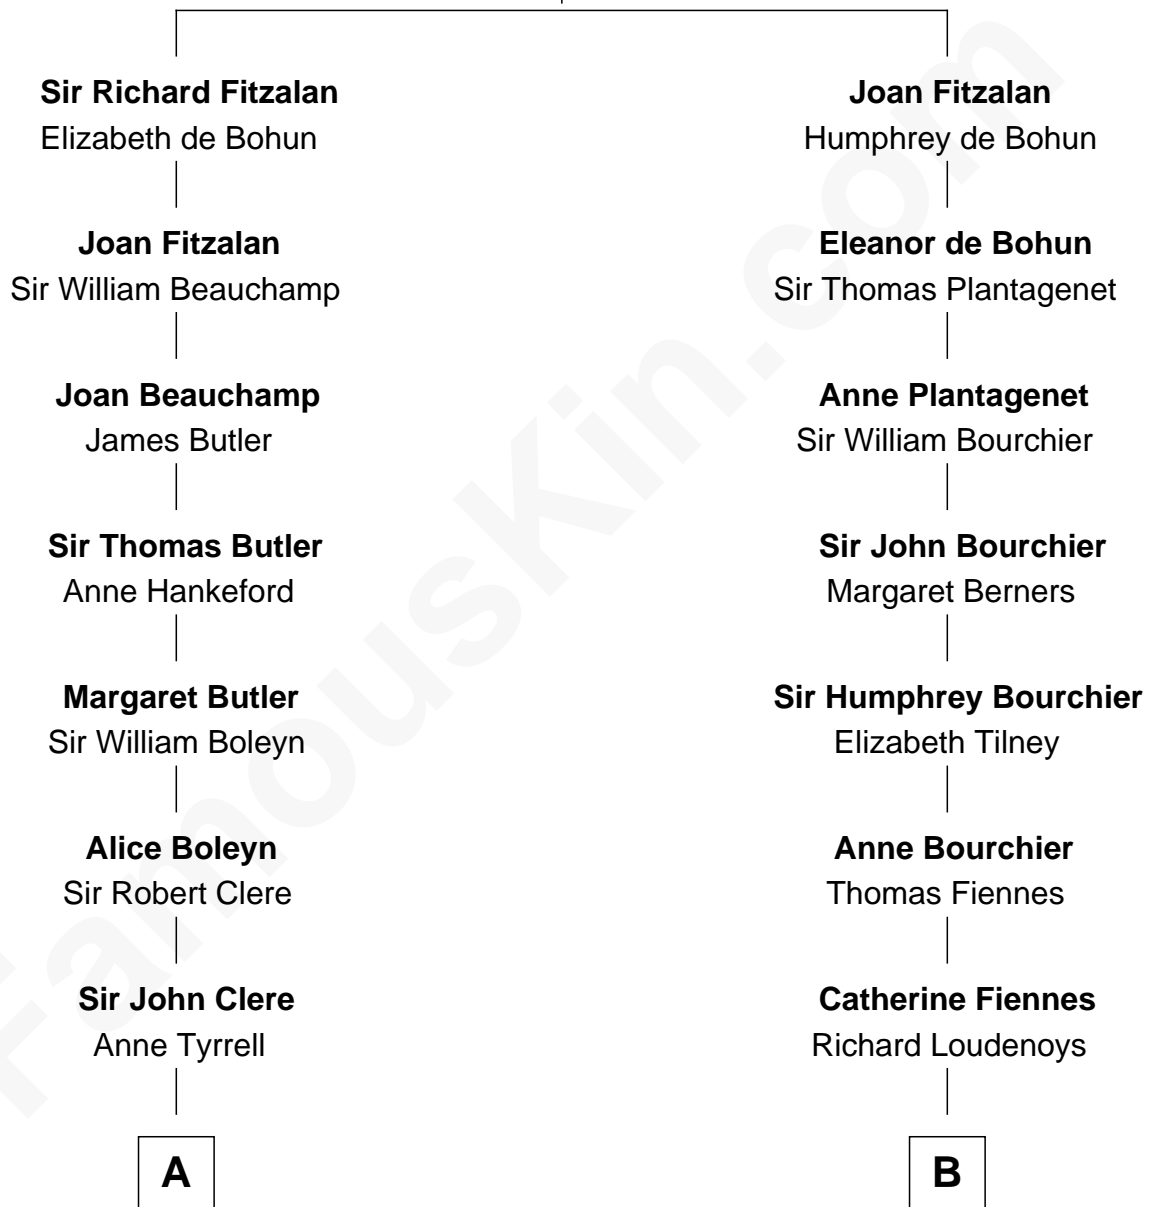 Sir Richard Fitzalan
Elizabeth de Bohun
Joan Fitzalan
Sir William Beauchamp
Joan Beauchamp
James Butler
Sir Thomas Butler
Anne Hankeford
Margaret Butler
Sir William Boleyn
Alice Boleyn
Sir Robert Clere
Sir John Clere
Anne Tyrrell
A
Joan Fitzalan
Humphrey de Bohun
Eleanor de Bohun
Sir Thomas Plantagenet
Anne Plantagenet
Sir William Bourchier
Sir John Bourchier
Margaret Berners
Sir Humphrey Bourchier
Elizabeth Tilney
Anne Bourchier
Thomas Fiennes
Catherine Fiennes
Richard Loudenoys
B
FamousKin.com